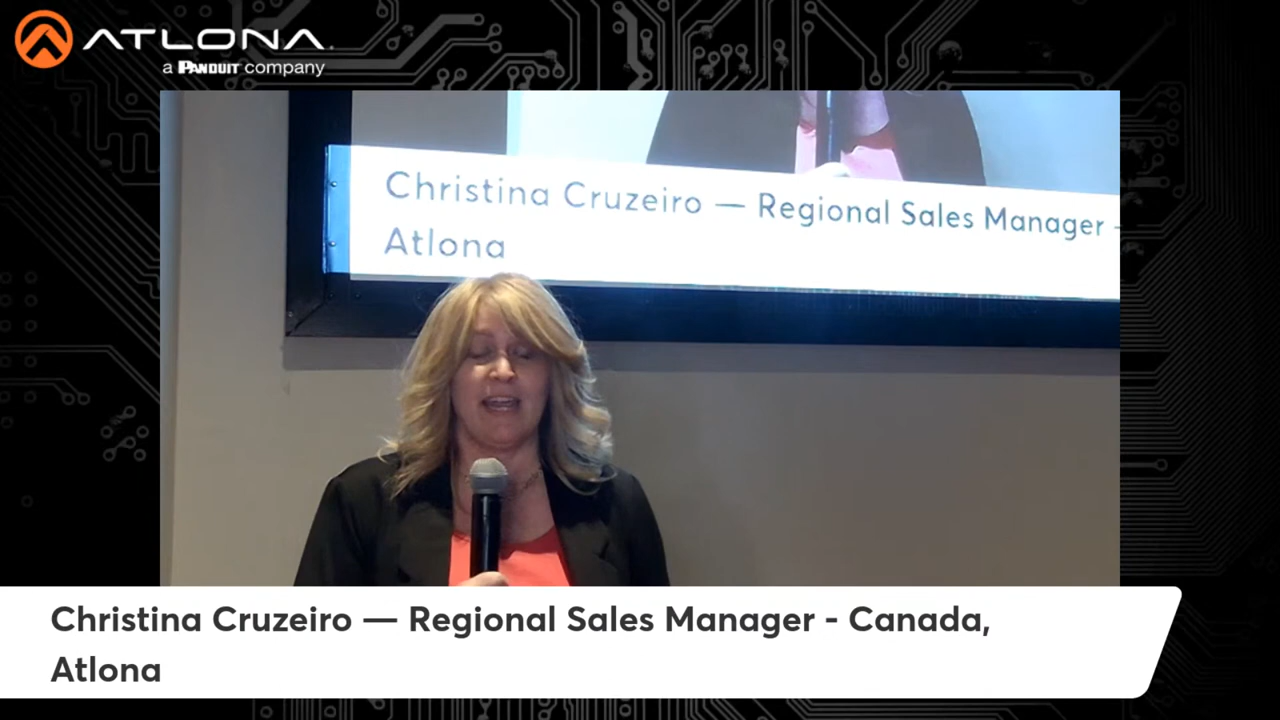 ATLONA
a PANDUIT company
Christina Cruzeiro — Regional Sales Manager -
Atlona
Christina Cruzeiro — Regional Sales Manager - Canada,
Atlona